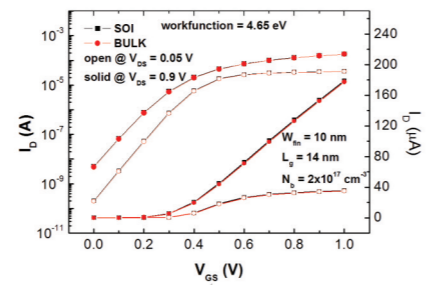 SOI
BULK
workfunction = 4.65 eV
open @ V_DS = 0.05 V
solid @ V_DS = 0.9 V
W_fin = 10 nm
L_g = 14 nm
N_b = 2x10^17 cm^-3
I_D (A)
10^-3
10^-5
10^-7
10^-9
10^-11
I_D (μA)
240
200
160
120
80
40
0
0.0 0.2 0.4 0.6 0.8 1.0
V_GS (V)